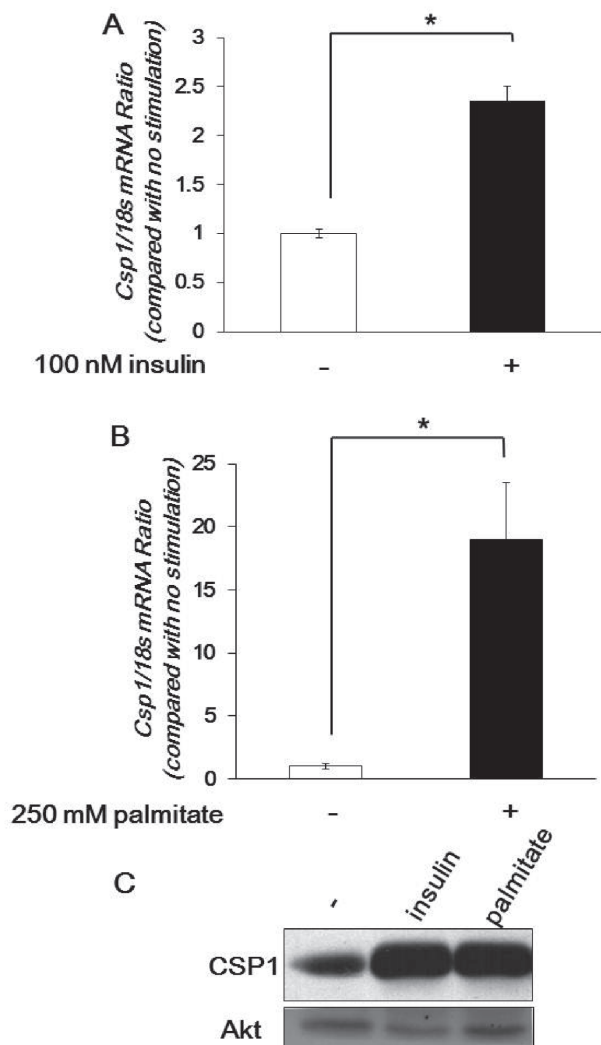 A
*
Csp1/18s mRNA Ratio
(compared with no stimulation)
3
2.5
2
1.5
1
0.5
0
100 nM insulin - +
B
*
Csp1/18s mRNA Ratio
(compared with no stimulation)
25
20
15
10
5
0
250 mM palmitate - +
C
- insulin palmitate
CSP1
Akt